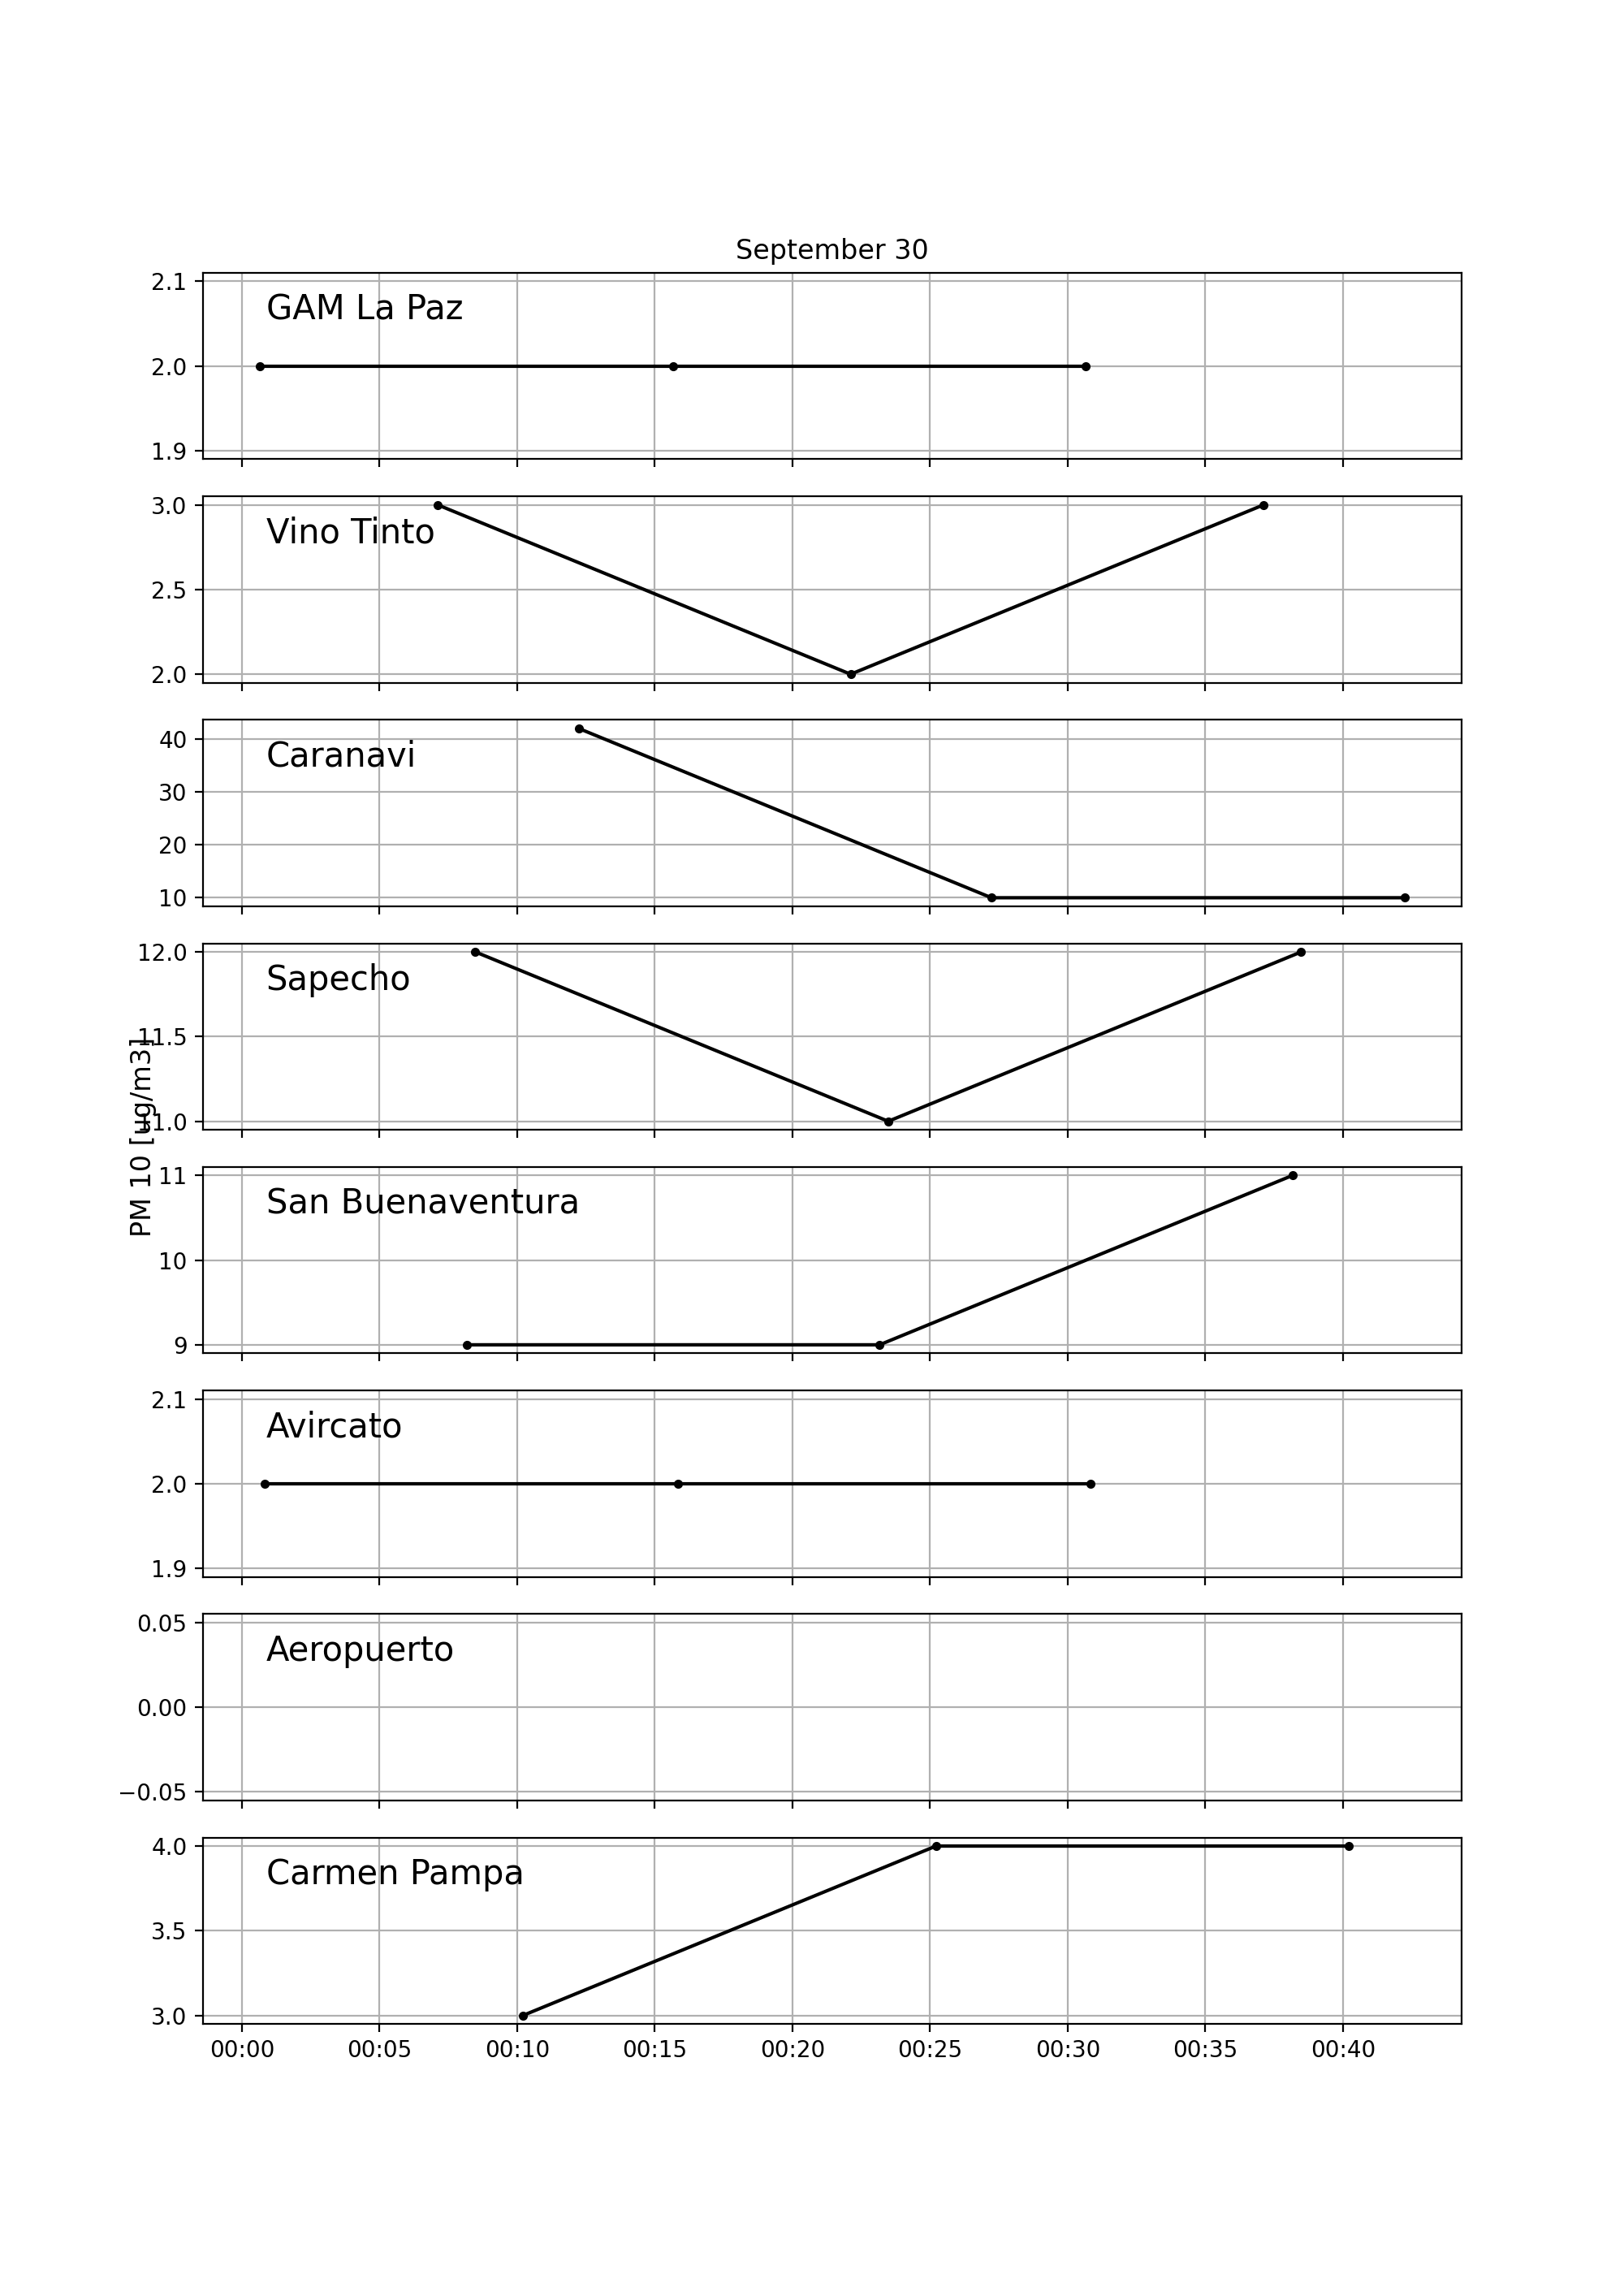 September 30
2.1
GAM La Paz
2.0
1.9
3.0
Vino Tinto
2.5
2.0
40
Caranavi
30
20
10
12.0
Sapecho
11.5
11.0
PM 10 [ug/m3]
11
San Buenaventura
10
9
2.1
Avircato
2.0
1.9
0.05
Aeropuerto
0.00
−0.05
4.0
Carmen Pampa
3.5
3.0
00:00 00:05 00:10 00:15 00:20 00:25 00:30 00:35 00:40